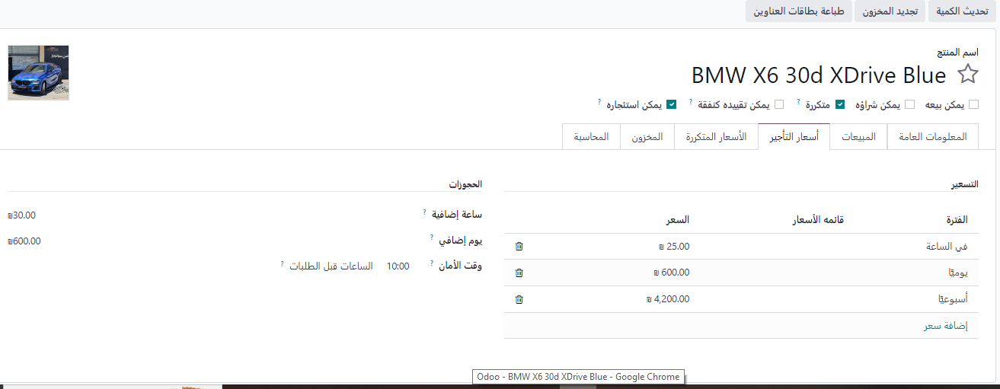 تحديث الكمية تجديد المخزون طباعة بطاقات العناوين
اسم المنتج
BMW X6 30d XDrive Blue
يمكن بيعه يمكن شراؤه متكررة ? يمكن تقييده كنفقة ? يمكن استئجاره ?
المعلومات العامة المبيعات أسعار التأجير الأسعار المتكررة المخزون المحاسبة
التسعير
الفترة قائمه الأسعار السعر
في الساعة 25.00 ₪
يوميًا 600.00 ₪
أسبوعيًا 4,200.00 ₪
إضافة سعر
الحجوزات
ساعة إضافية ? ₪30.00
يوم إضافي ? ₪600.00
وقت الأمان ? 10:00 الساعات قبل الطلبات ?
Odoo - BMW X6 30d XDrive Blue - Google Chrome